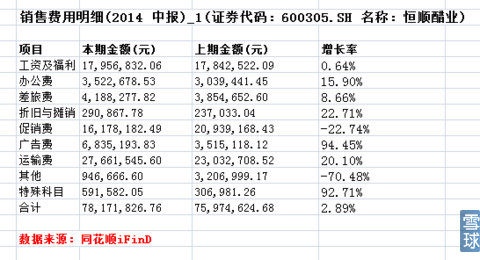 销售费用明细(2014 中报)_1(证券代码: 600305.SH 名称: 恒顺醋业)
项目 本期金额(元) 上期金额(元) 增长率
工资及福利 17,956,832.06 17,842,522.09 0.64%
办公费 3,522,678.53 3,039,441.45 15.90%
差旅费 4,188,277.82 3,854,652.60 8.66%
折旧与摊销 290,867.78 237,033.04 22.71%
促销费 16,178,182.49 20,939,168.43 -22.74%
广告费 6,835,193.83 3,515,118.12 94.45%
运输费 27,661,545.60 23,032,708.52 20.10%
其他 946,666.60 3,206,999.17 -70.48%
特殊科目 591,582.05 306,981.26 92.71%
合计 78,171,826.76 75,974,624.68 2.89%
数据来源: 同花顺iFinD
雪球